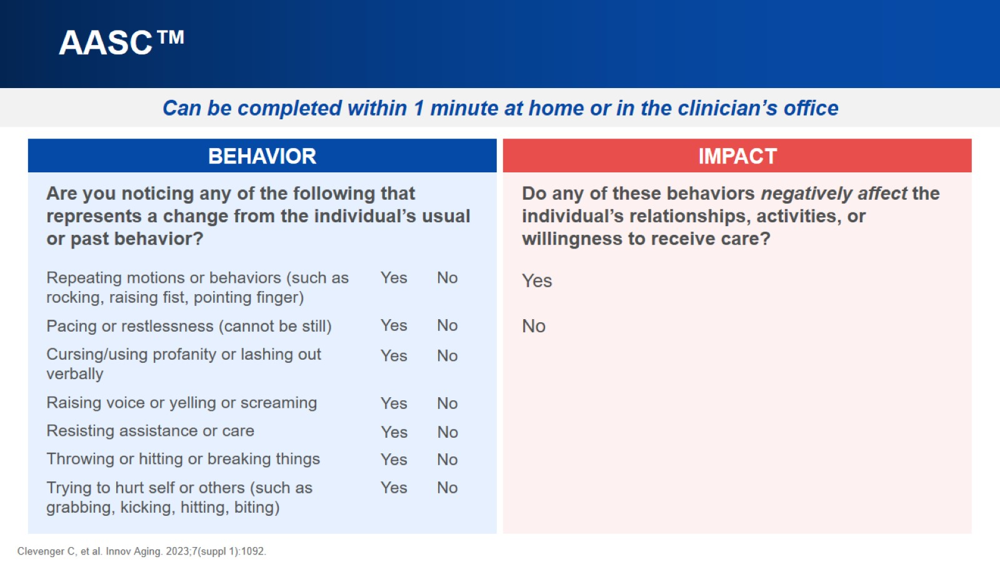 AASC™
Can be completed within 1 minute at home or in the clinician’s office
BEHAVIOR
Are you noticing any of the following that
represents a change from the individual’s usual
or past behavior?
Repeating motions or behaviors (such as Yes No
rocking, raising fist, pointing finger)
Pacing or restlessness (cannot be still) Yes No
Cursing/using profanity or lashing out Yes No
verbally
Raising voice or yelling or screaming Yes No
Resisting assistance or care Yes No
Throwing or hitting or breaking things Yes No
Trying to hurt self or others (such as Yes No
grabbing, kicking, hitting, biting)
IMPACT
Do any of these behaviors negatively affect the
individual’s relationships, activities, or
willingness to receive care?
Yes
No
Clevenger C, et al. Innov Aging. 2023;7(suppl 1):1092.